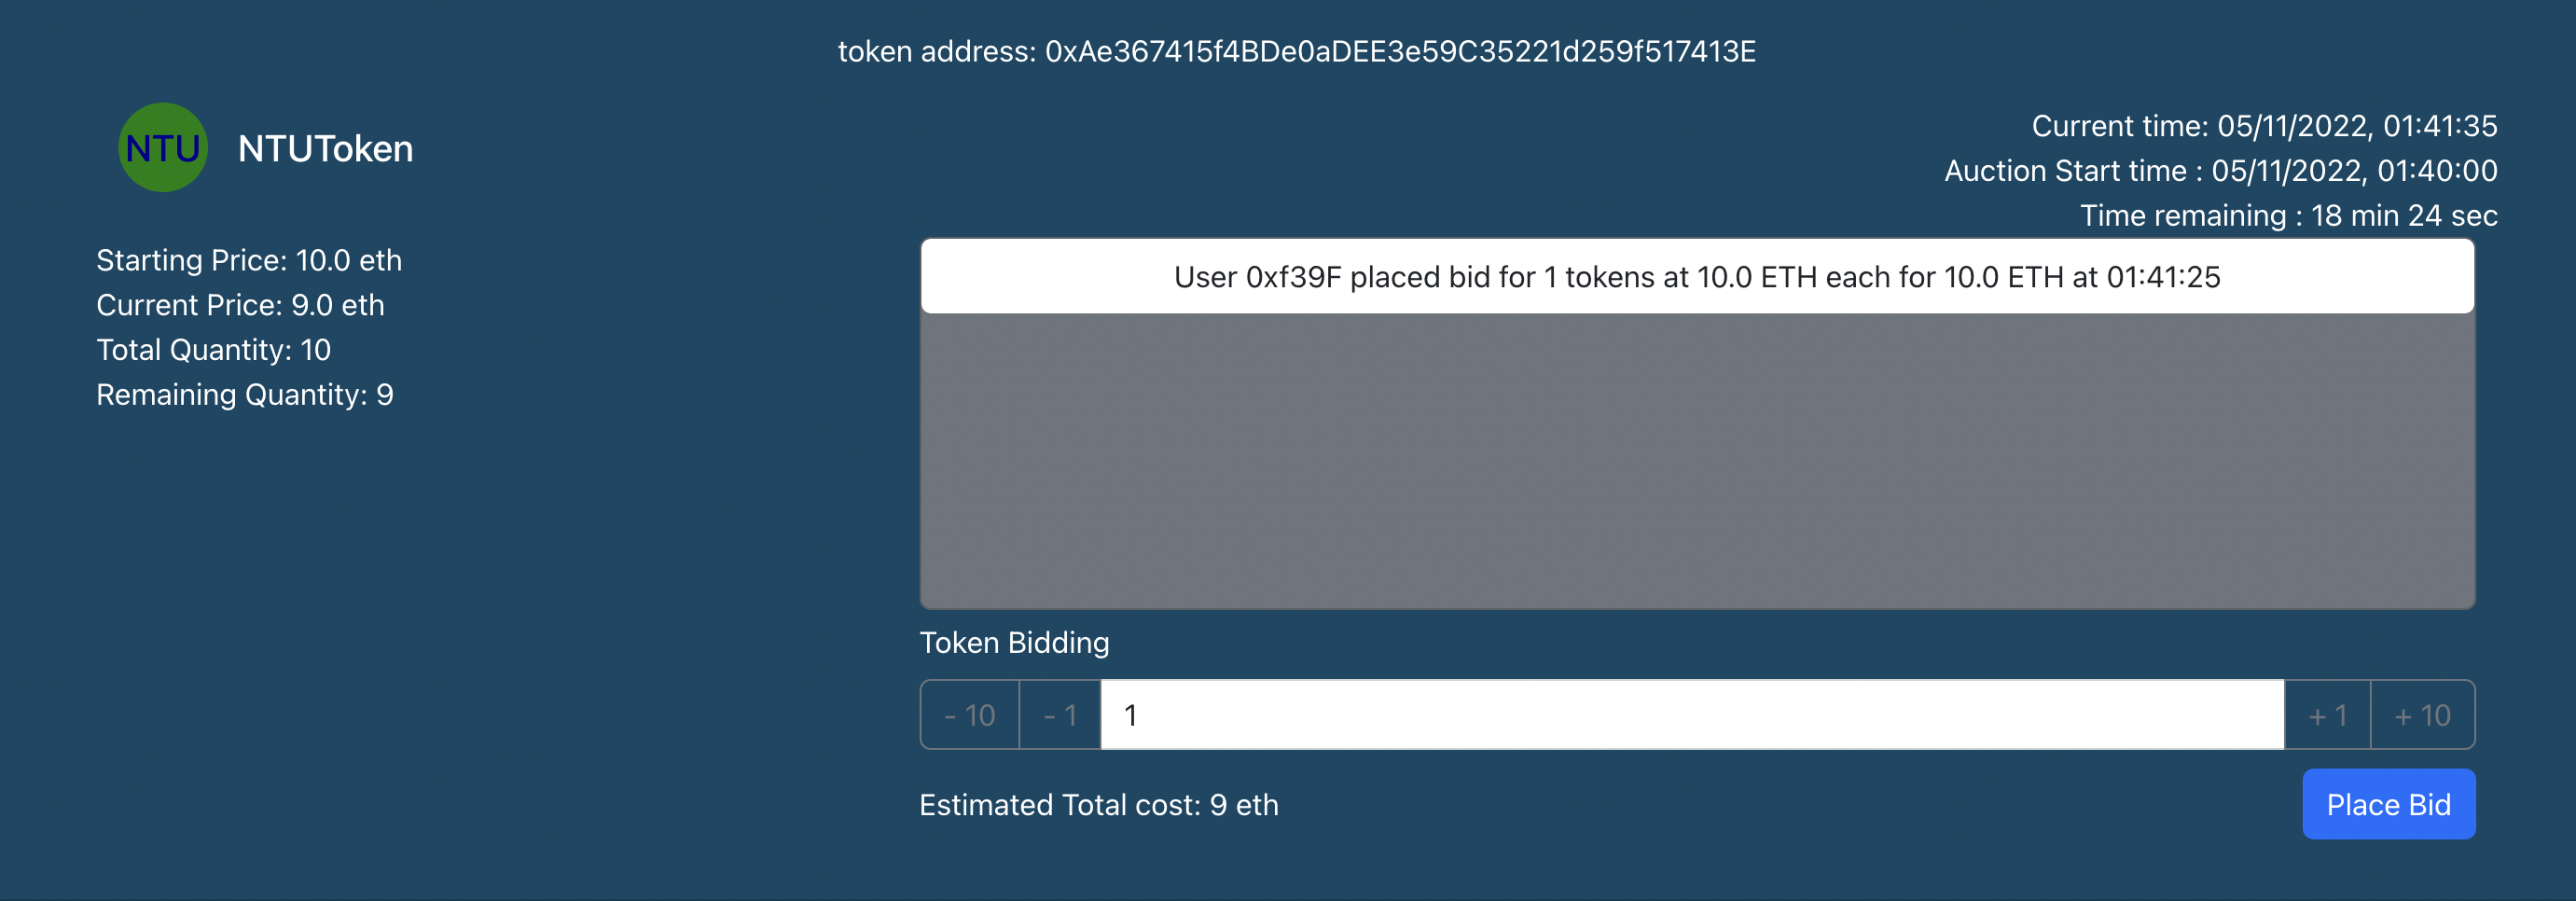 token address: 0xAe367415f4BDe0aDEE3e59C35221d259f517413E
NTU NTUToken
Current time: 05/11/2022, 01:41:35
Auction Start time : 05/11/2022, 01:40:00
Time remaining : 18 min 24 sec
Starting Price: 10.0 eth
Current Price: 9.0 eth
Total Quantity: 10
Remaining Quantity: 9
User 0xf39F placed bid for 1 tokens at 10.0 ETH each for 10.0 ETH at 01:41:25
Token Bidding
- 10 - 1 1 + 1 + 10
Estimated Total cost: 9 eth
Place Bid